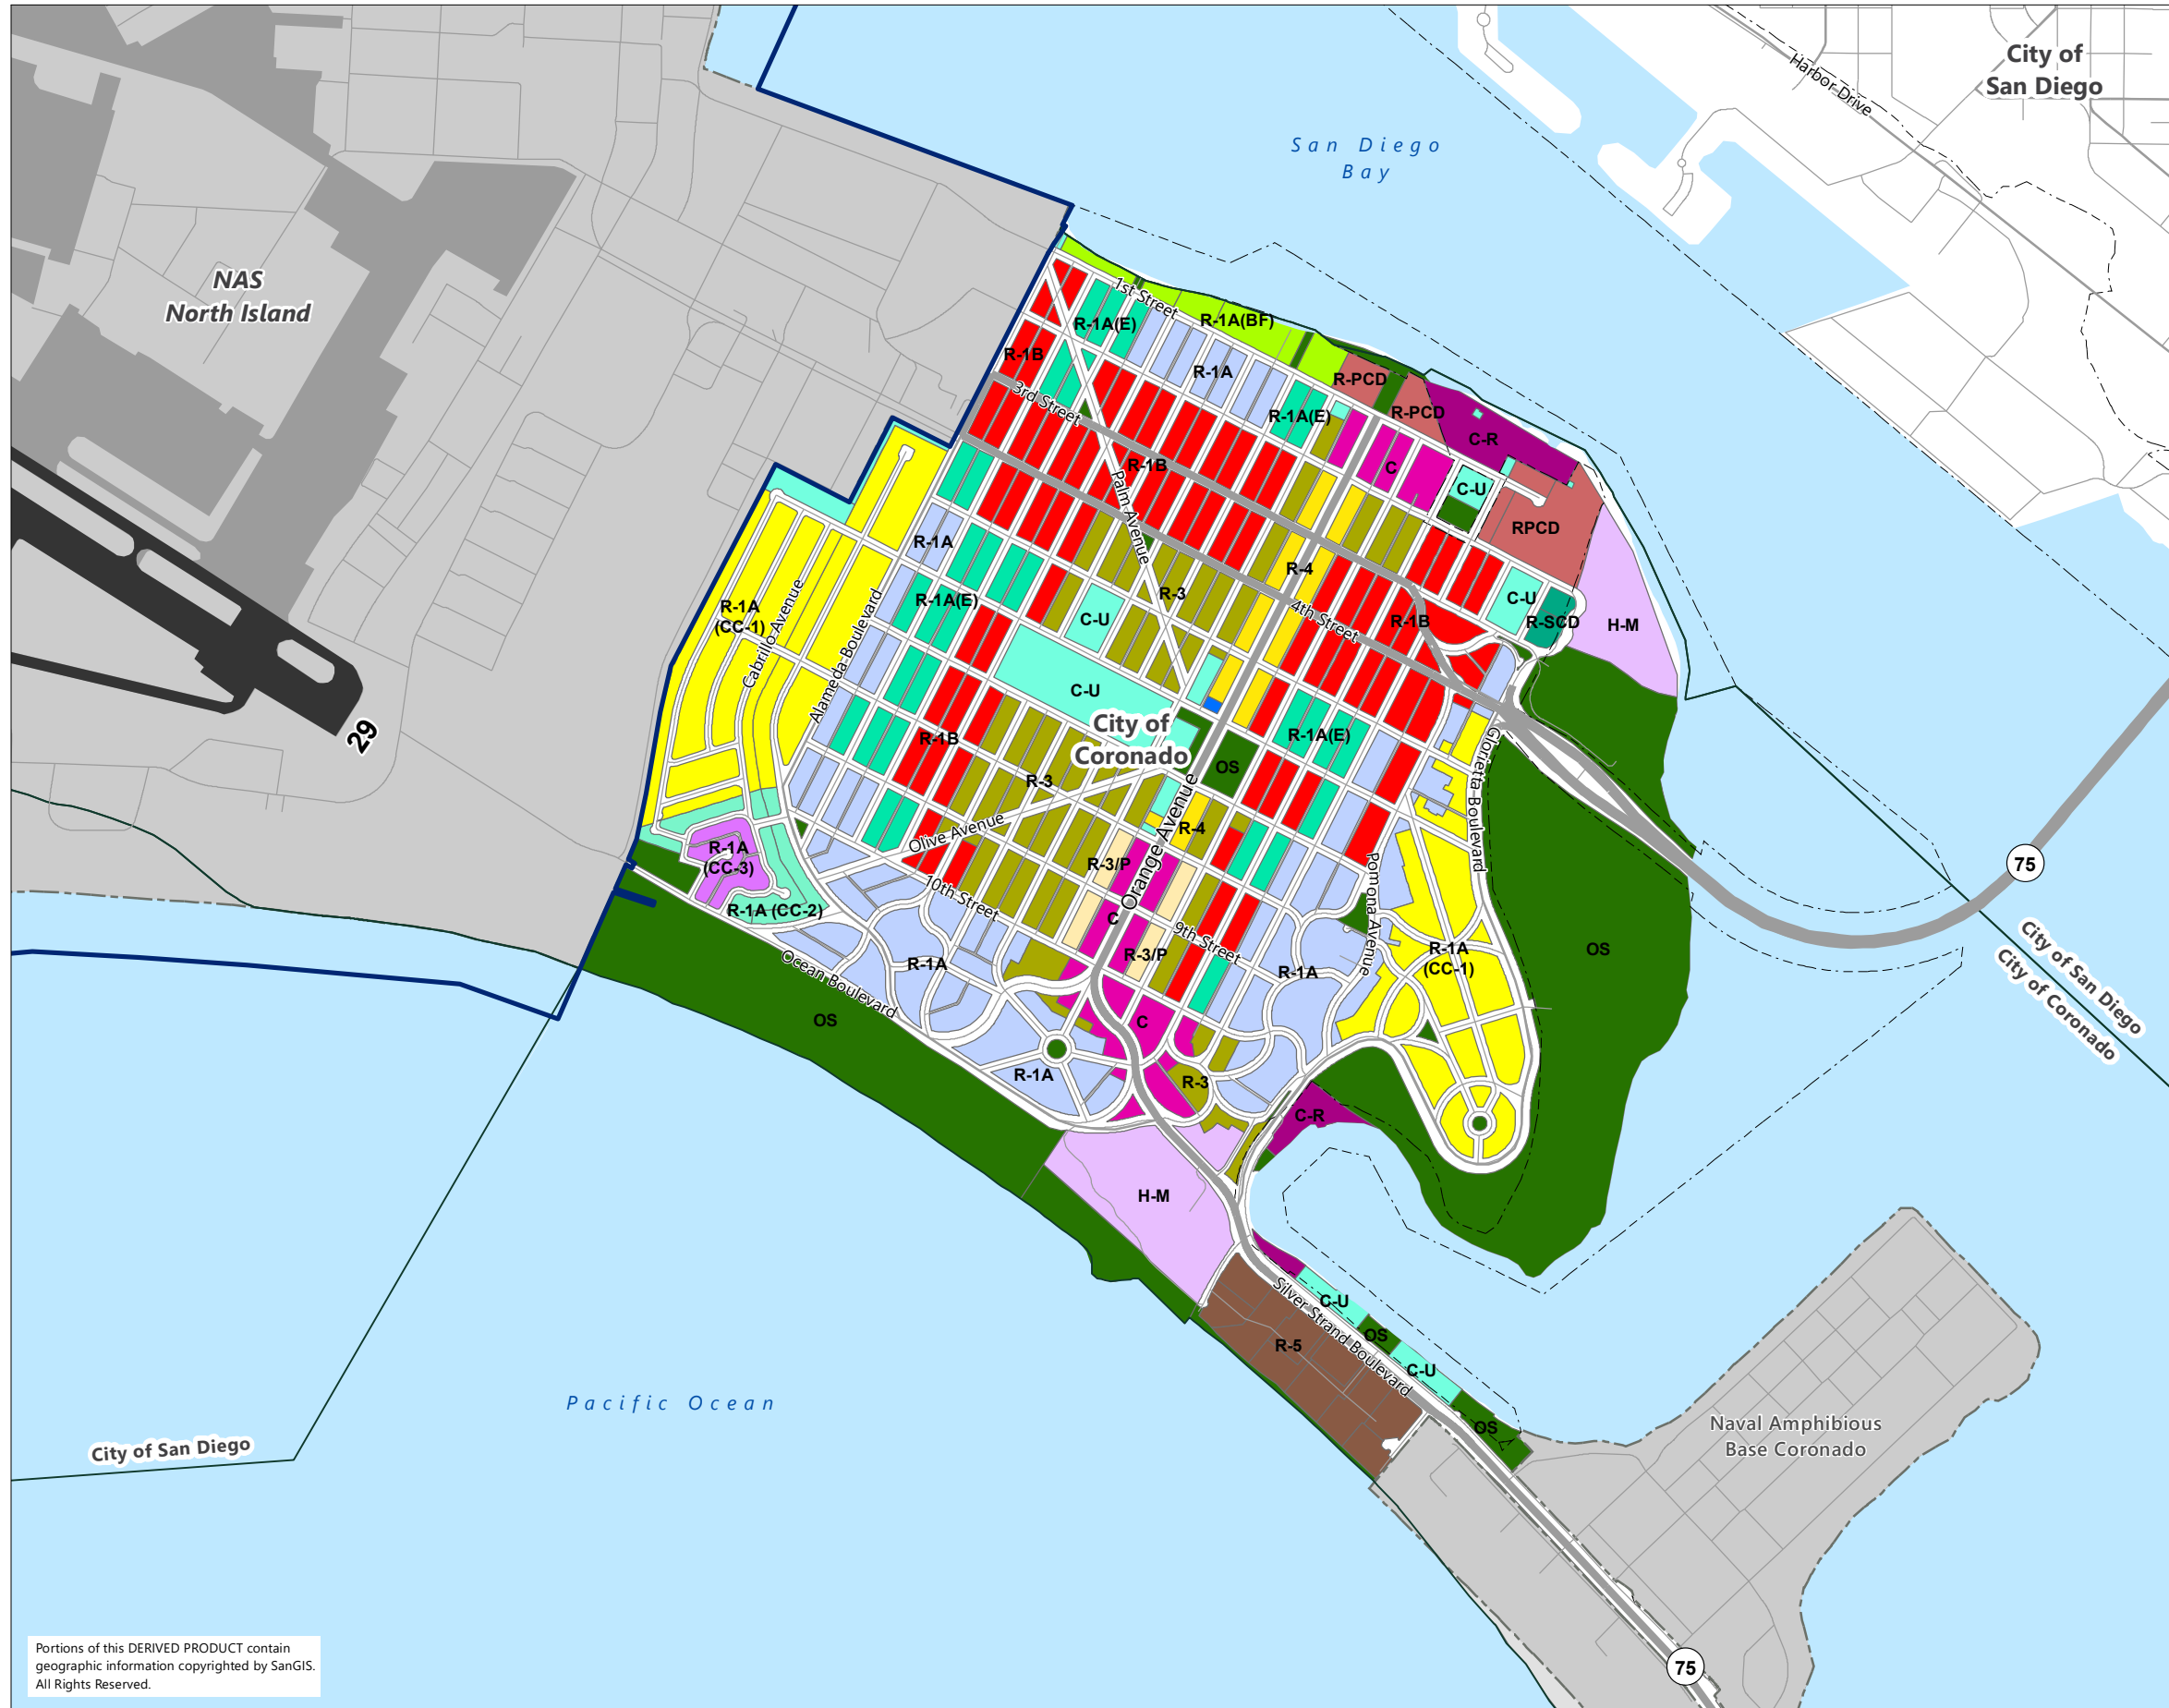 City of
San Diego
Harbor Drive
San Diego
Bay
NAS
North Island
1st Street
R-1A(E)
R-1A(BF)
R-1B
R-1A
R-PCD
3rd Street
R-1A(E)
R-PCD
C-R
R-1B
C
C-U
Palm Avenue
RPCD
R-1A
R-4
R-3
R-1A(E)
C-U
R-1A
(CC-1)
Cabrillo Avenue
Alameda Boulevard
C-U
4th Street
R-1B
R-SCD
H-M
C-U
City of
Coronado
R-1A(E)
29
R-1B
OS
Glorietta Boulevard
R-3
Orange Avenue
Olive Avenue
R-4
R-1A
(CC-3)
R-3/P
75
10th Street
Pomona Avenue
R-1A (CC-2)
C
9th Street
R-3/P
R-1A
(CC-1)
OS
City of San Diego
City of Coronado
Ocean Boulevard
R-1A
R-1A
OS
C
R-1A
R-3
C-R
H-M
Silver Strand Boulevard
C-U
OS
R-5
C-U
OS
Pacific Ocean
Naval Amphibious
Base Coronado
City of San Diego
Portions of this DERIVED PRODUCT contain
geographic information copyrighted by SanGIS.
All Rights Reserved.
75